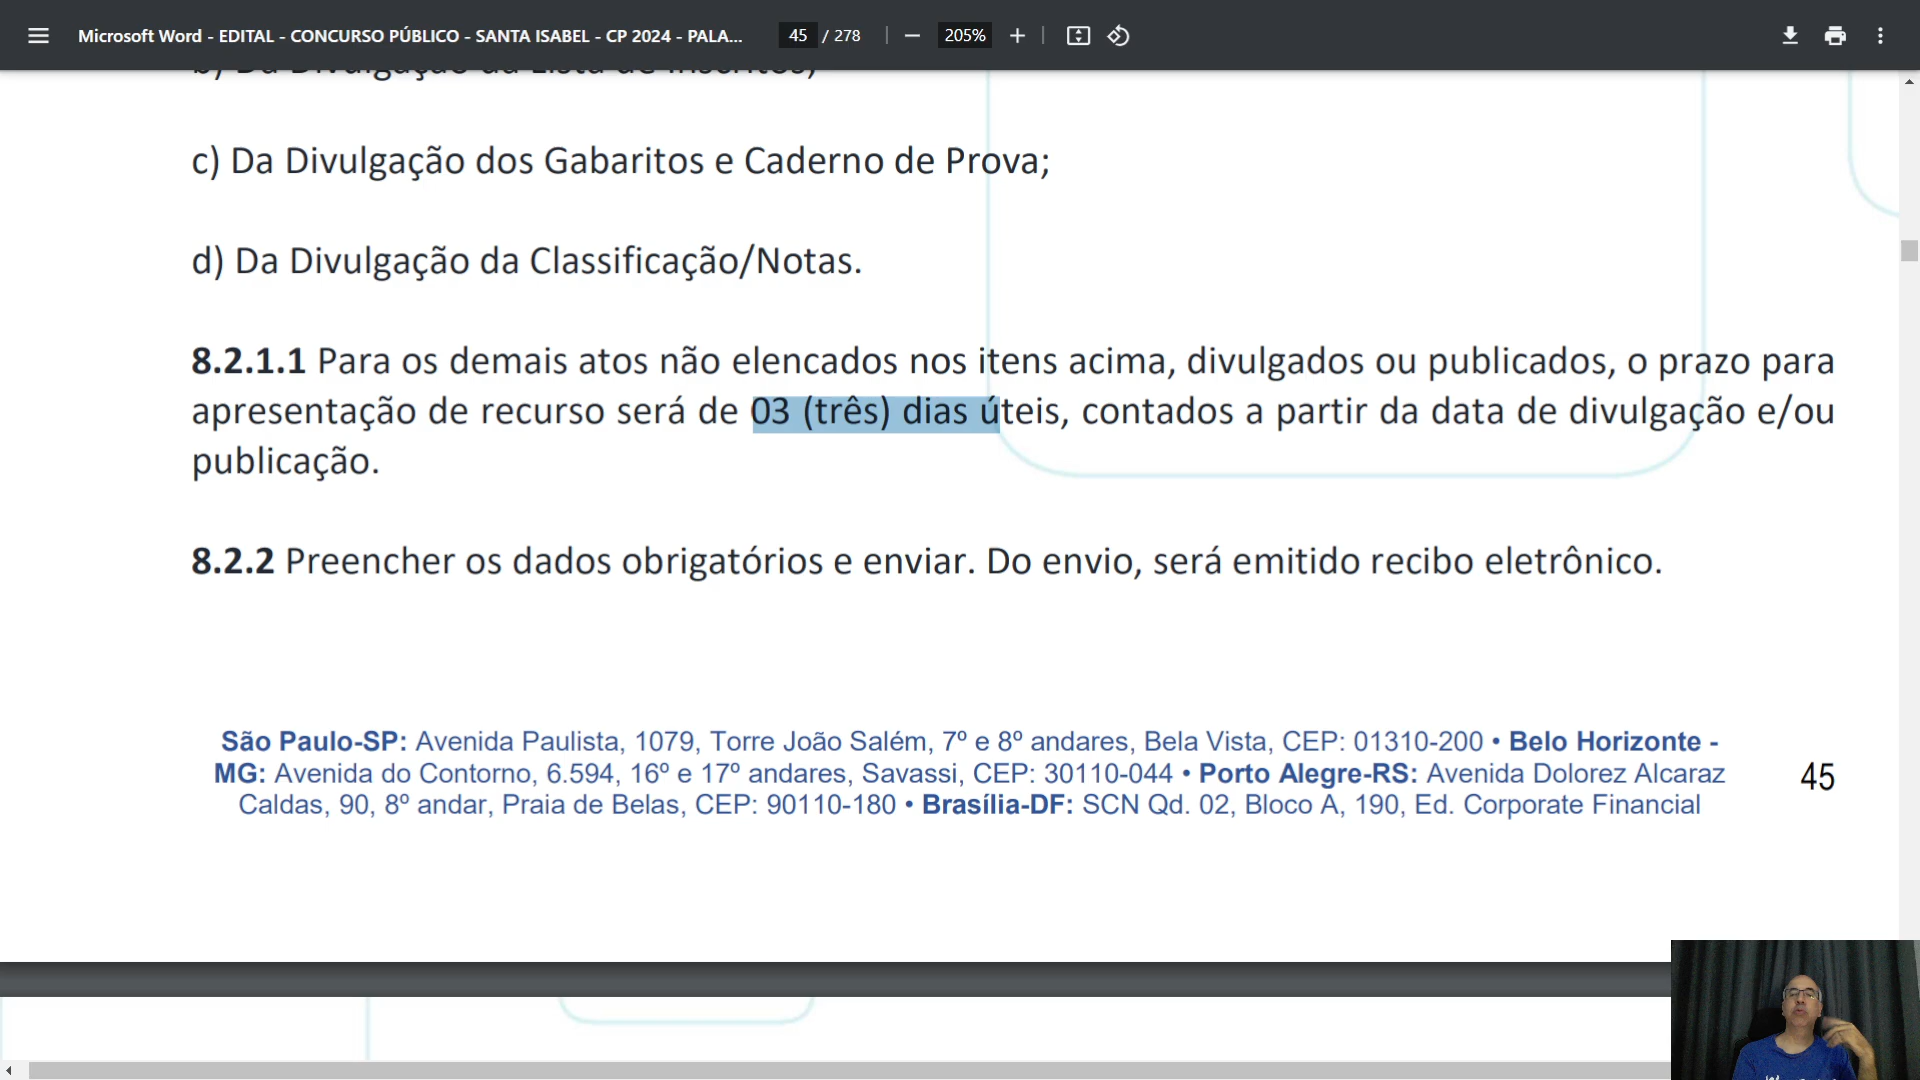 Microsoft Word - EDITAL - CONCURSO PÚBLICO - SANTA ISABEL - CP 2024 - PALA...
45 / 278
205%
b) Da Divulgação da Lista de Inscritos;
c) Da Divulgação dos Gabaritos e Caderno de Prova;
d) Da Divulgação da Classificação/Notas.
8.2.1.1 Para os demais atos não elencados nos itens acima, divulgados ou publicados, o prazo para
apresentação de recurso será de 03 (três) dias úteis, contados a partir da data de divulgação e/ou
publicação.
8.2.2 Preencher os dados obrigatórios e enviar. Do envio, será emitido recibo eletrônico.
São Paulo-SP: Avenida Paulista, 1079, Torre João Salém, 7º e 8º andares, Bela Vista, CEP: 01310-200 • Belo Horizonte -
MG: Avenida do Contorno, 6.594, 16º e 17º andares, Savassi, CEP: 30110-044 • Porto Alegre-RS: Avenida Dolorez Alcaraz
Caldas, 90, 8º andar, Praia de Belas, CEP: 90110-180 • Brasília-DF: SCN Qd. 02, Bloco A, 190, Ed. Corporate Financial
45